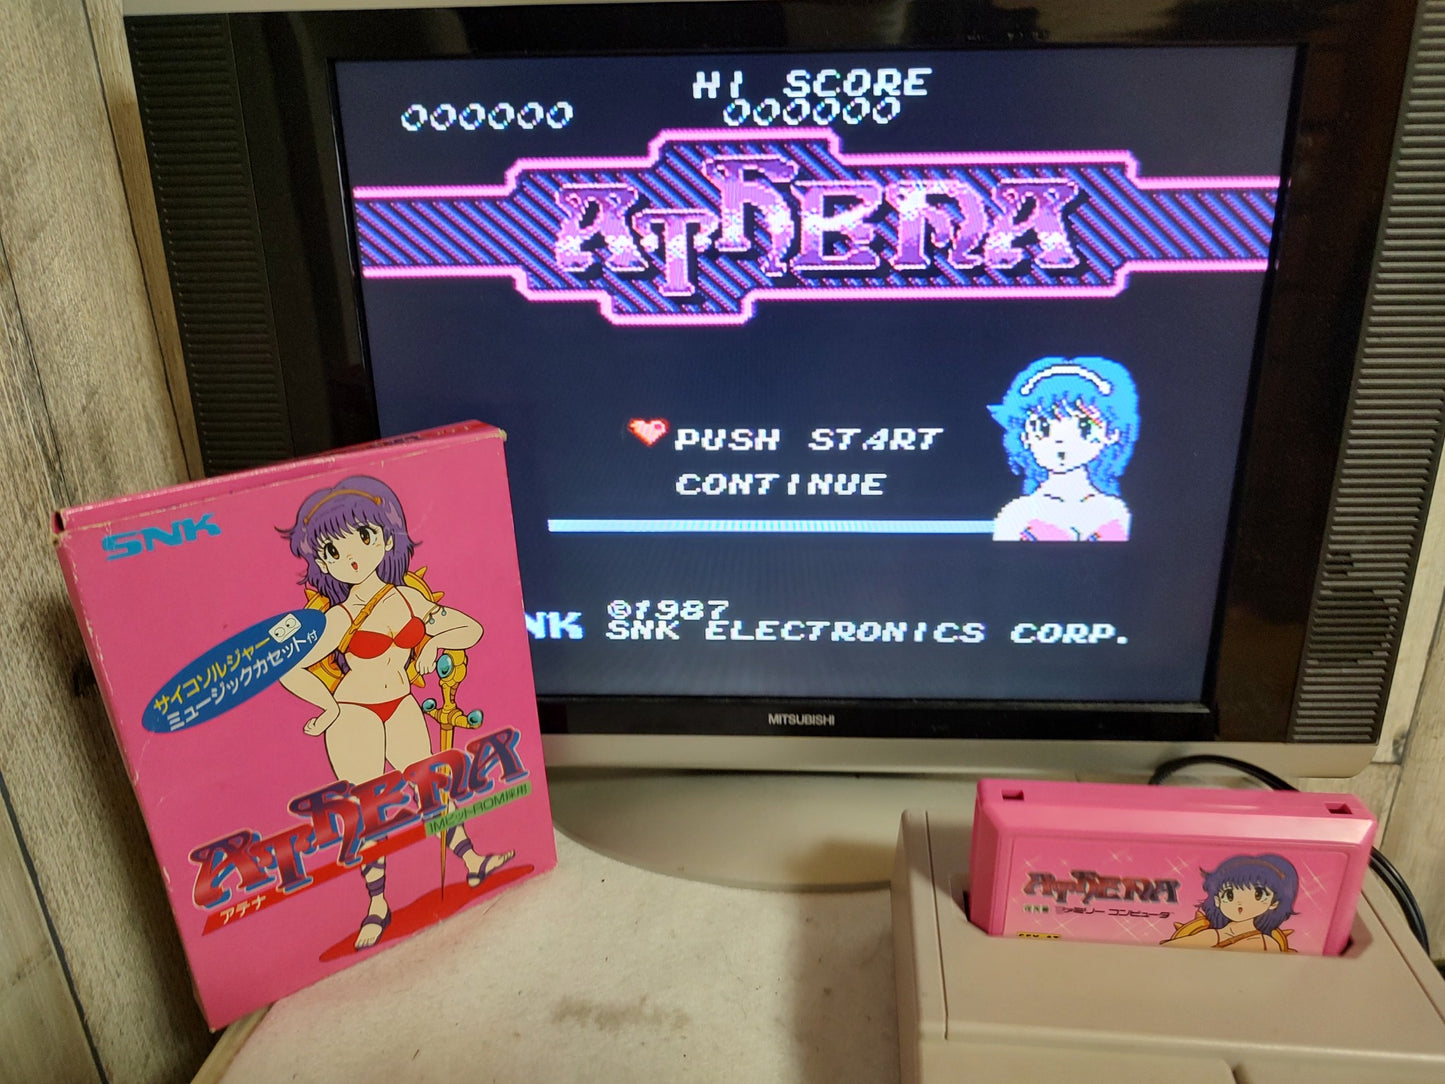 HI SCORE
000000 000000
ATHENA
PUSH START
CONTINUE
©1987
NK SNK ELECTRONICS CORP.
MITSUBISHI
SNK
サイコソルジャー
ミュージックカセット付
ATHENA
1MビットROM採用
アテナ
ATHENA
ファミリー コンピュータ